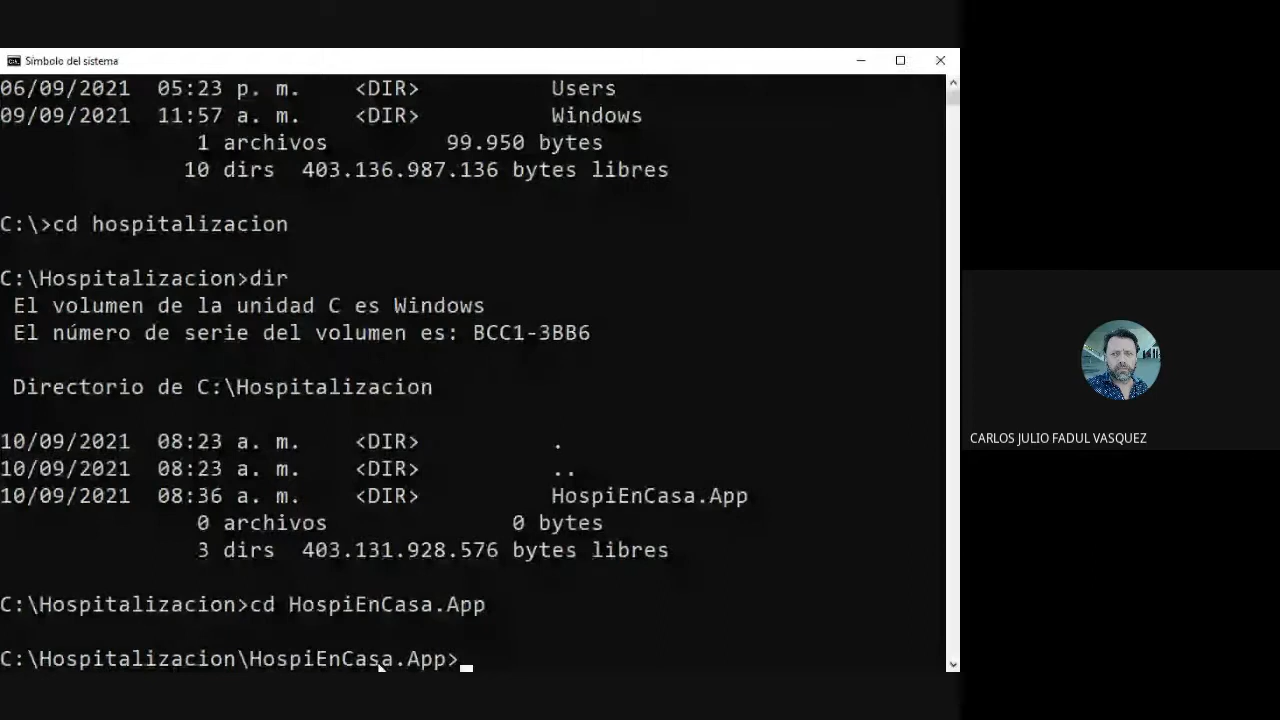 Símbolo del sistema
06/09/2021 05:23 p. m. <DIR> Users
09/09/2021 11:57 a. m. <DIR> Windows
1 archivos 99.950 bytes
10 dirs 403.136.987.136 bytes libres
C:\>cd hospitalizacion
C:\Hospitalizacion>dir
El volumen de la unidad C es Windows
El número de serie del volumen es: BCC1-3BB6
Directorio de C:\Hospitalizacion
10/09/2021 08:23 a. m. <DIR> .
10/09/2021 08:23 a. m. <DIR> ..
10/09/2021 08:36 a. m. <DIR> HospiEnCasa.App
0 archivos 0 bytes
3 dirs 403.131.928.576 bytes libres
C:\Hospitalizacion>cd HospiEnCasa.App
C:\Hospitalizacion\HospiEnCasa.App>
CARLOS JULIO FADUL VASQUEZ